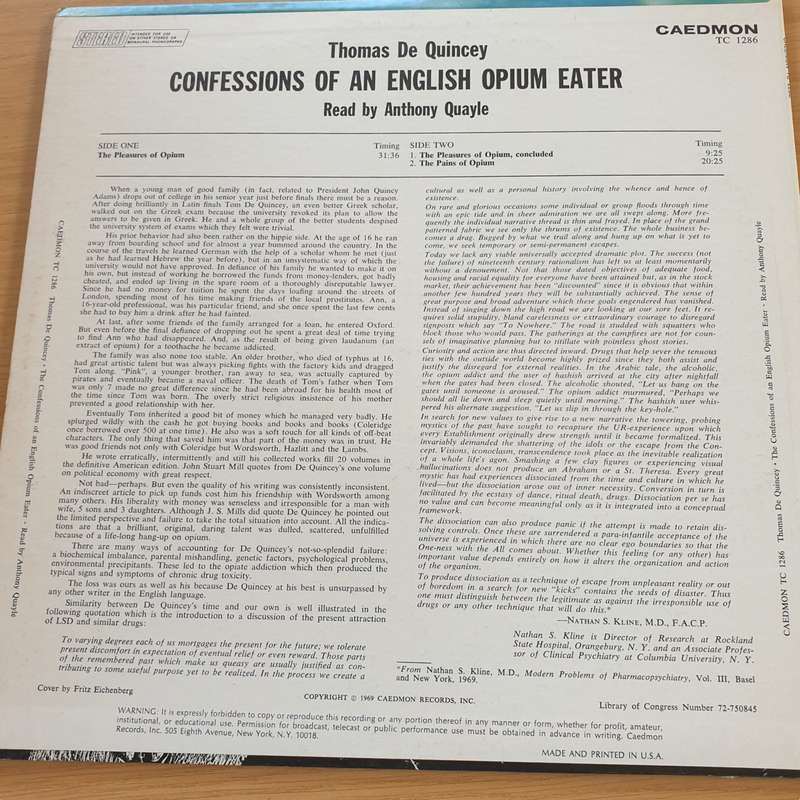 STEREO
INTENDED FOR USE
ON EITHER STEREO OR
MONAURAL PHONOGRAPHS
CAEDMON
TC 1286
Thomas De Quincey
CONFESSIONS OF AN ENGLISH OPIUM EATER
Read by Anthony Quayle
SIDE ONE Timing
The Pleasures of Opium 31:36
SIDE TWO Timing
1. The Pleasures of Opium, concluded 9:25
2. The Pains of Opium 20:25
When a young man of good family (in fact, related to President John Quincy
Adams) drops out of college in his senior year just before finals there must be a reason.
After doing brilliantly in Latin finals Tom De Quincey, an even better Greek scholar,
walked out on the Greek exam because the university revoked its plan to allow the
answers to be given in Greek. He and a whole group of the better students despised
the university system of exams which they felt were trivial.
His prior behavior had also been rather on the hippie side. At the age of 16 he ran
away from boarding school and for almost a year bummed around the country. In the
course of the travels he learned German with the help of a scholar whom he met (just
as he had learned Hebrew the year before), but in an unsystematic way of which the
university would not have approved. In defiance of his family he wanted to make it on
his own, but instead of working he borrowed the funds from money-lenders, got badly
cheated, and ended up living in the spare room of a thoroughly disreputable lawyer.
Since he had no money for tuition he spent the days loafing around the streets of
London, spending most of his time making friends of the local prostitutes. Ann, a
16-year-old professional, was his particular friend, and she once spent the last few cents
she had to buy him a drink after he had fainted.
At last, after some friends of the family arranged for a loan, he entered Oxford.
But even before the final defiance of dropping out he spent a great deal of time trying
to find Ann who had disappeared. And, as the result of being given laudanum (an
extract of opium) for a toothache he became addicted.
The family was also none too stable. An older brother, who died of typhus at 16,
had great artistic talent but was always picking fights with the factory kids and dragged
Tom along. "Pink", a younger brother, ran away to sea, was actually captured by
pirates and eventually became a naval officer. The death of Tom's father when Tom
was only 7 made no great difference since he had been abroad for his health most of
the time since Tom was born. The overly strict religious insistence of his mother
prevented a good relationship with her.
Eventually Tom inherited a good bit of money which he managed very badly. He
splurged wildly with the cash he got buying books and books and books (Coleridge
once borrowed over 500 at one time). He also was a soft touch for all kinds of off-beat
characters. The only thing that saved him was that part of the money was in trust. He
was good friends not only with Coleridge but Wordsworth, Hazlitt and the Lambs.
He wrote erratically, intermittently and still his collected works fill 20 volumes in
the definitive American edition. John Stuart Mill quotes from De Quincey's one volume
on political economy with great respect.
Not had—perhaps. But even the quality of his writing was consistently inconsistent.
An indiscreet article to pick up funds cost him his friendship with Wordsworth among
many others. His liberality with money was senseless and irresponsible for a man with
wife, 5 sons and 3 daughters. Although J. S. Mills did quote De Quincey he pointed out
the limited perspective and failure to take the total situation into account. All the indica-
tions are that a brilliant, original, daring talent was dulled, scattered, unfulfilled
because of a life-long hang-up on opium.
There are many ways of accounting for De Quincey's not-so-splendid failure:
a biochemical imbalance, parental mishandling, genetic factors, psychological problems,
environmental precipitants. These led to the opiate addiction which then produced the
typical signs and symptoms of chronic drug toxicity.
The loss was ours as well as his because De Quincey at his best is unsurpassed by
any other writer in the English language.
Similarity between De Quincey's time and our own is well illustrated in the
following quotation which is the introduction to a discussion of the present attraction
of LSD and similar drugs:
To varying degrees each of us mortgages the present for the future; we tolerate
present discomfort in expectation of eventual relief or even reward. Those parts
of the remembered past which make us queasy are usually justified as con-
tributing to some useful purpose yet to be realized. In the process we create a
cultural as well as a personal history involving the whence and hence of
existence.
On rare and glorious occasions some individual or group floods through time
with an epic tide and in sheer admiration we are all swept along. More fre-
quently the individual narrative thread is thin and frayed. In place of the grand
patterned fabric we see only the thrums of existence. The whole business be-
comes a drag. Bugged by what we trail along and hung up on what is yet to
come, we seek temporary or semi-permanent escapes.
Today we lack any viable universally accepted dramatic plot. The success (not
the failure) of nineteenth century rationalism has left us at least momentarily
without a denouement. Not that those dated objectives of adequate food,
housing and racial equality, for everyone have been attained but, as in the stock
market, their achievement has been "discounted" since it is obvious that within
another few hundred years they will be substantially achieved. The sense of
great purpose and broad adventure which these goals engendered has vanished.
Instead of singing down the high road we are looking at our sore feet. It re-
quires solid stupidity, bland carelessness or extraordinary courage to disregard
signposts which say "To Nowhere." The road is studded with squatters who
block those who would pass. The gatherings at the campfires are not for coun-
sels of imaginative planning but to titillate with pointless ghost stories.
Curiosity and action are thus directed inward. Drugs that help sever the tenuous
ties with the outside world become highly prized since they both assist and
justify the disregard for external realities. In the Arabic tale, the alcoholic,
the opium addict and the user of hashish arrived at the city after nightfall
when the gates had been closed. The alcoholic shouted, "Let us bang on the
gates until someone is aroused." The opium addict murmured, "Perhaps we
should all lie down and sleep quietly until morning." The hashish user whis-
pered his alternate suggestion, "Let us slip in through the key-hole."
In search for new values to give rise to a new narrative the towering, probing
mystics of the past have sought to recapture the UR-experience upon which
every Establishment originally drew strength until it became formalized. This
invariably demanded the shattering of the idols or the escape from the Con-
cept. Visions, iconoclasm, transcendence took place as the inevitable realization
of a whole life's agon. Smashing a few clay figures or experiencing visual
hallucinations does not produce an Abraham or a St. Theresa. Every great
mystic has had experiences dissociated from the time and culture in which he
lived—but the dissociation arose out of inner necessity. Conversion in turn is
facilitated by the ecstasy of dance, ritual death, drugs. Dissociation per se has
no value and can become meaningful only as it is integrated into a conceptual
framework.
The dissociation can also produce panic if the attempt is made to retain dis-
solving controls. Once these are surrendered a para-infantile acceptance of the
universe is experienced in which there are no clear ego boundaries so that the
One-ness with the All comes about. Whether this feeling (or any other) has
important value depends entirely on how it alters the organization and action
of the organism.
To produce dissociation as a technique of escape from unpleasant reality or out
of boredom in a search for new "kicks" contains the seeds of disaster. Thus
one must distinguish between the legitimate as against the irresponsible use of
drugs or any other technique that will do this.*
—NATHAN S. KLINE, M.D., F.A.C.P.
Nathan S. Kline is Director of Research at Rockland
State Hospital, Orangeburg, N. Y. and an Associate Profes-
sor of Clinical Psychiatry at Columbia University, N. Y.
*From Nathan S. Kline, M.D., Modern Problems of Pharmacopsychiatry, Vol. III, Basel
and New York, 1969.
Cover by Fritz Eichenberg
COPYRIGHT © 1969 CAEDMON RECORDS, INC.
Library of Congress Number 72-750845
WARNING: It is expressly forbidden to copy or reproduce this recording or any portion thereof in any manner or form, whether for profit, amateur,
institutional, or educational use. Permission for broadcast, telecast or public performance use must be obtained in advance in writing. Caedmon
Records, Inc. 505 Eighth Avenue, New York, N.Y. 10018.
MADE AND PRINTED IN U.S.A.
CAEDMON TC 1286 Thomas De Quincey • The Confessions of an English Opium Eater • Read by Anthony Quayle
CAEDMON TC 1286 Thomas De Quincey • The Confessions of an English Opium Eater • Read by Anthony Quayle